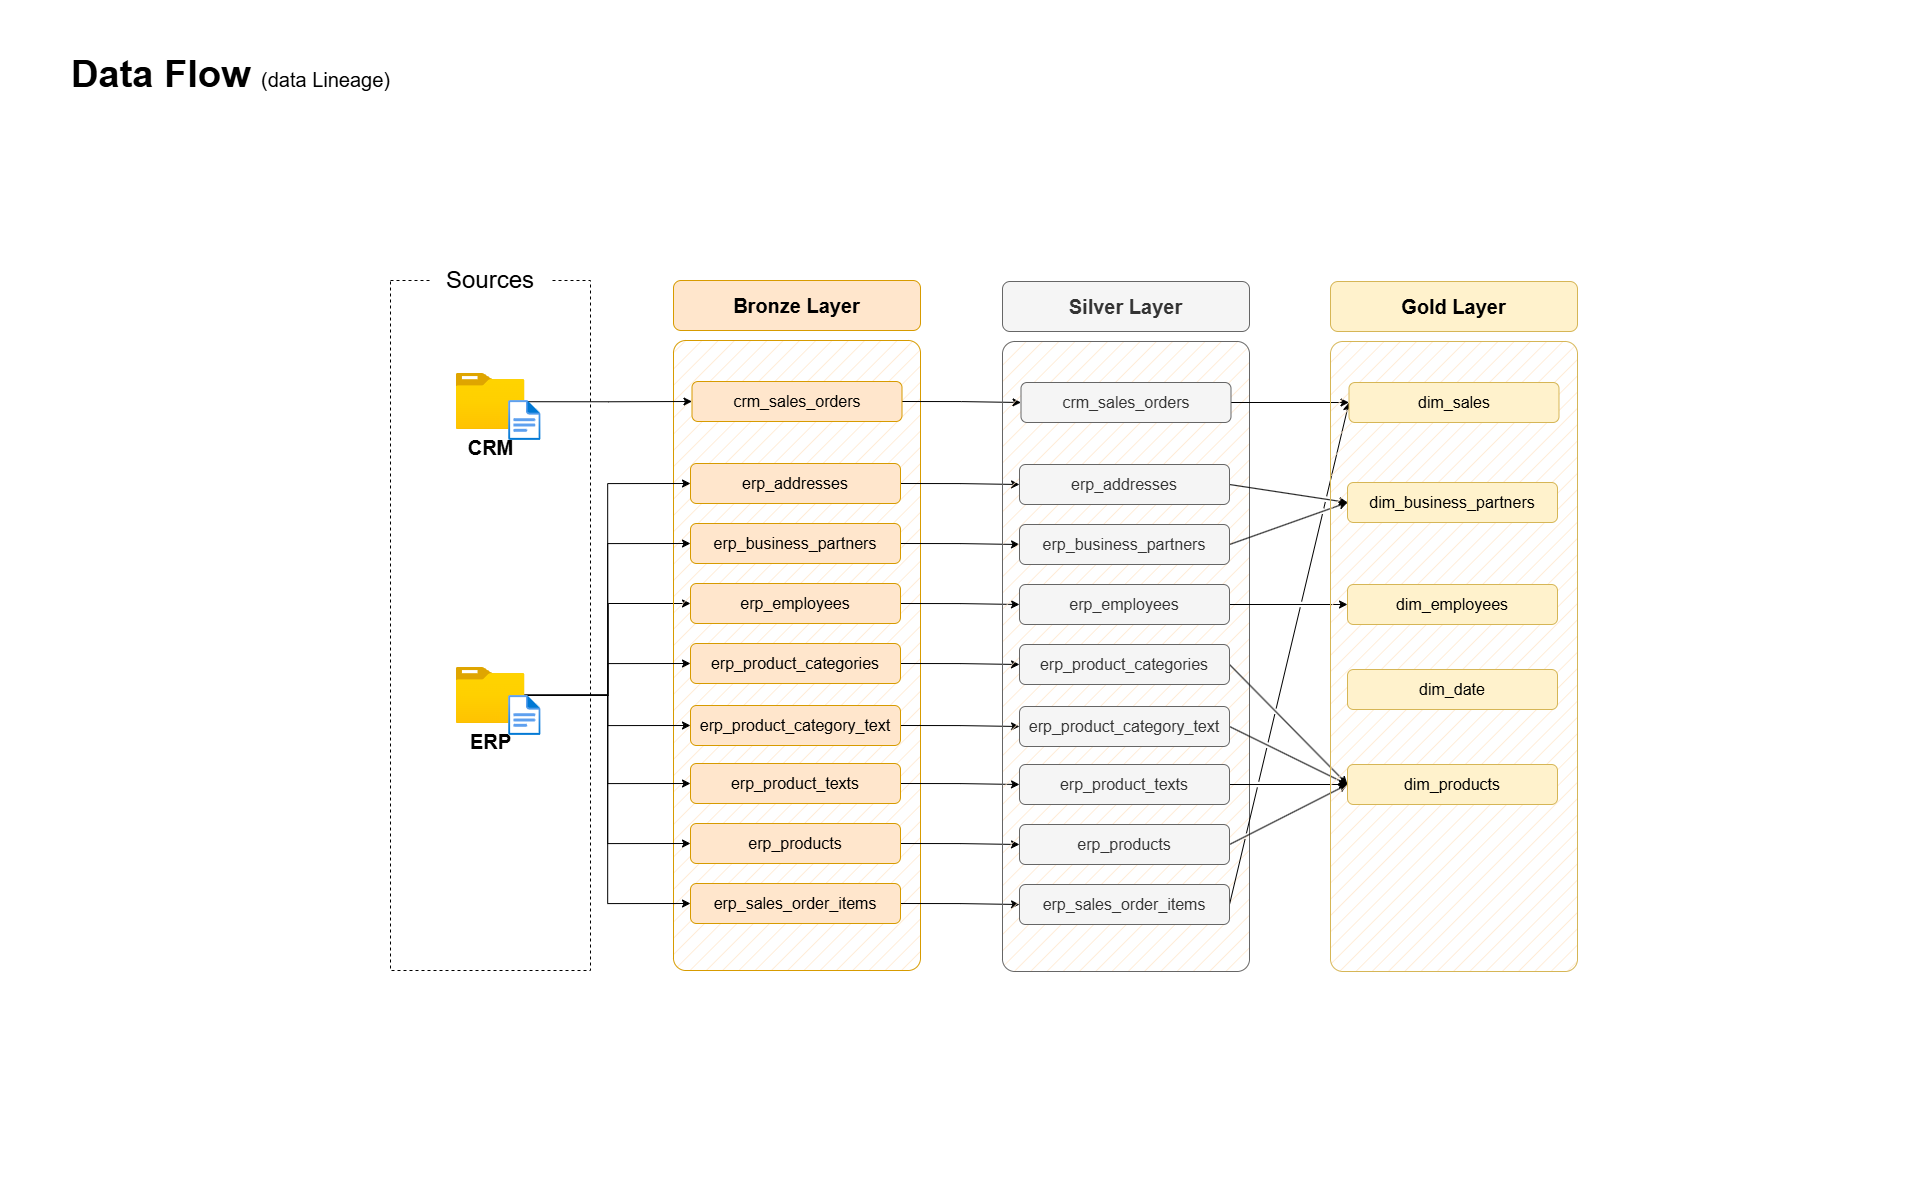 Data Flow (data Lineage)
Sources
CRM
ERP
Bronze Layer
crm_sales_orders
erp_addresses
erp_business_partners
erp_employees
erp_product_categories
erp_product_category_text
erp_product_texts
erp_products
erp_sales_order_items
Silver Layer
crm_sales_orders
erp_addresses
erp_business_partners
erp_employees
erp_product_categories
erp_product_category_text
erp_product_texts
erp_products
erp_sales_order_items
Gold Layer
dim_sales
dim_business_partners
dim_employees
dim_date
dim_products